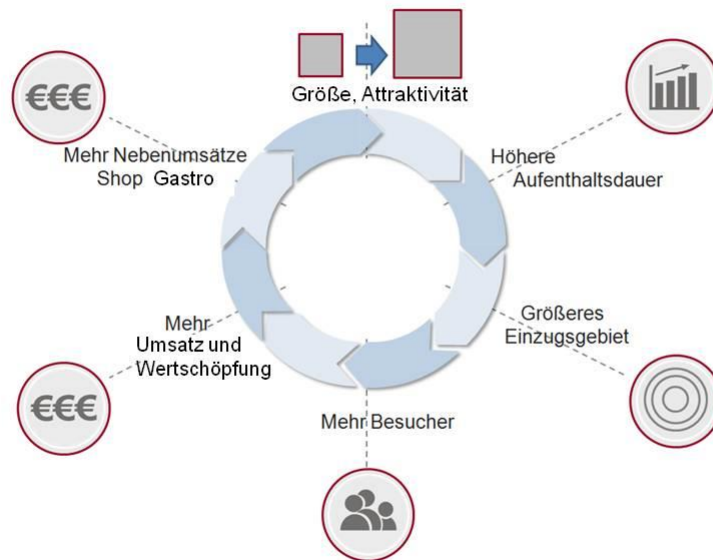 Größe, Attraktivität
€€€
Mehr Nebenumsätze
Shop Gastro
Höhere
Aufenthaltsdauer
Größeres
Einzugsgebiet
Mehr
Umsatz und
Wertschöpfung
€€€
Mehr Besucher